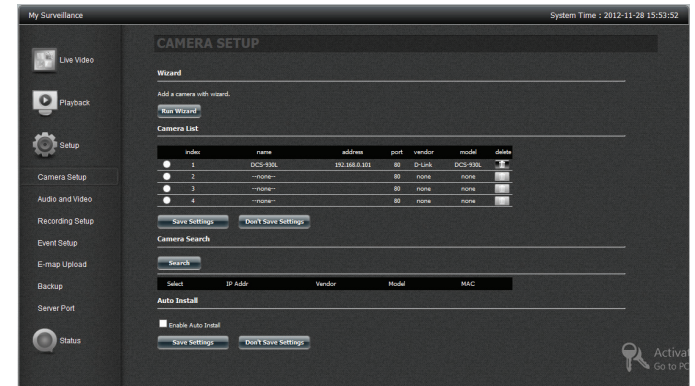 My Surveillance
System Time : 2012-11-28 15:53:52
CAMERA SETUP
Live Video
Playback
Setup
Camera Setup
Audio and Video
Recording Setup
Event Setup
E-map Upload
Backup
Server Port
Status
Wizard
Add a camera with wizard.
Run Wizard
Camera List
index name address port vendor model delete
1 DCS-930L 192.168.0.101 80 D-Link DCS-930L
2 --none-- 80 none none
3 --none-- 80 none none
4 --none-- 80 none none
Save Settings Don't Save Settings
Camera Search
Search
Select IP Addr Vendor Model MAC
Auto Install
Enable Auto Install
Save Settings Don't Save Settings
Activat
Go to PC